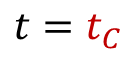 t = t_C